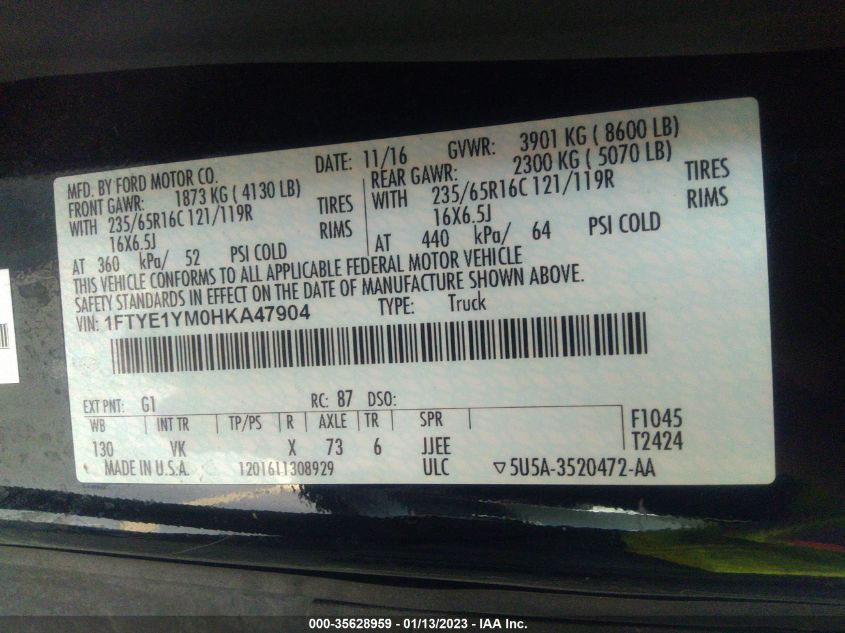 MFD. BY FORD MOTOR CO. DATE: 11/16 GVWR: 3901 KG ( 8600 LB)
FRONT GAWR: 1873 KG ( 4130 LB) REAR GAWR: 2300 KG ( 5070 LB)
WITH 235/65R16C 121/119R TIRES WITH 235/65R16C 121/119R TIRES
16X6.5J RIMS 16X6.5J RIMS
AT 360 kPa/ 52 PSI COLD AT 440 kPa/ 64 PSI COLD
THIS VEHICLE CONFORMS TO ALL APPLICABLE FEDERAL MOTOR VEHICLE
SAFETY STANDARDS IN EFFECT ON THE DATE OF MANUFACTURE SHOWN ABOVE.
VIN: 1FTYE1YM0HKA47904 TYPE: Truck
EXT PNT: G1 RC: 87 DSO:
WB INT TR TP/PS R AXLE TR SPR F1045
130 VK X 73 6 JJEE T2424
MADE IN U.S.A. 1201611308929 ULC ▽5U5A-3520472-AA
000-35628959 - 01/13/2023 - IAA Inc.